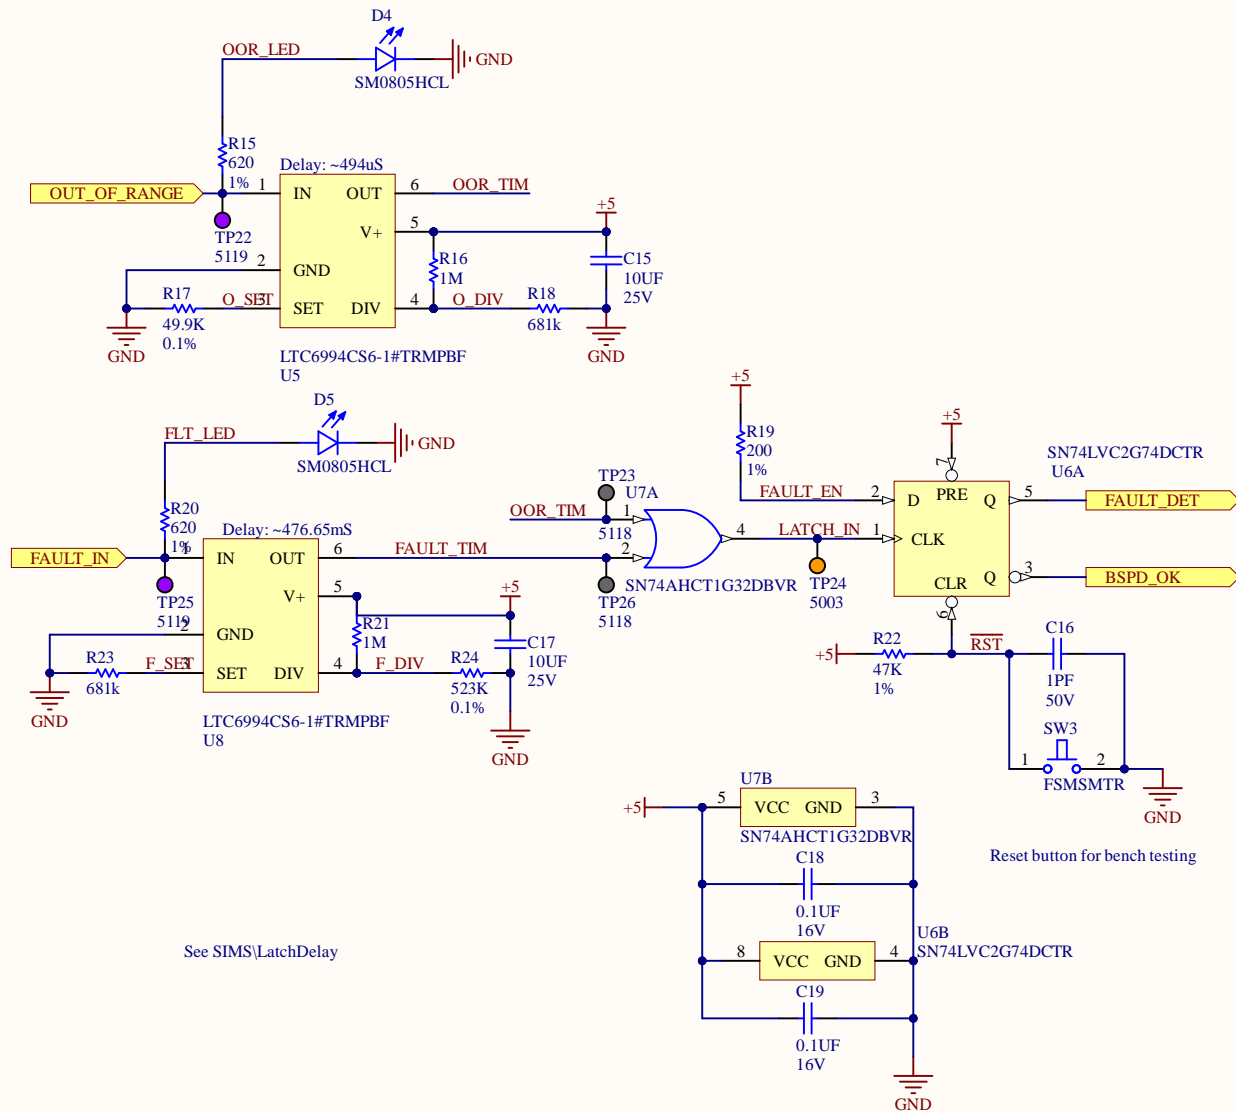 D4
OOR_LED
GND
SM0805HCL
R15
620
1%
Delay: ~494uS
OUT_OF_RANGE
1
IN
OUT
6
OOR_TIM
TP22
5119
V+
5
+5
2
GND
R16
1M
C15
10UF
25V
R17
49.9K
0.1%
O_SET
3
SET
DIV
4
O_DIV
R18
681k
GND
GND
LTC6994CS6-1#TRMPBF
U5
D5
FLT_LED
GND
SM0805HCL
R20
620
1%
Delay: ~476.65mS
FAULT_IN
1
IN
OUT
6
FAULT_TIM
TP25
5119
V+
5
+5
2
GND
R21
1M
C17
10UF
25V
R23
681k
F_SET
3
SET
DIV
4
F_DIV
R24
523K
0.1%
GND
GND
LTC6994CS6-1#TRMPBF
U8
TP23
5118
U7A
OOR_TIM
1
2
4
LATCH_IN
SN74AHCT1G32DBVR
TP26
5118
TP24
5003
+5
R19
200
1%
FAULT_EN
+5
7
SN74LVC2G74DCTR
U6A
2
D
PRE
Q
5
FAULT_DET
1
CLK
CLR
Q
3
BSPD_OK
6
+5
R22
47K
1%
RST
C16
1PF
50V
SW3
1
2
FSMSMTR
GND
Reset button for bench testing
U7B
+5
5
VCC
GND
3
SN74AHCT1G32DBVR
C18
0.1UF
16V
U6B
SN74LVC2G74DCTR
8
VCC
GND
4
C19
0.1UF
16V
GND
See SIMS\LatchDelay